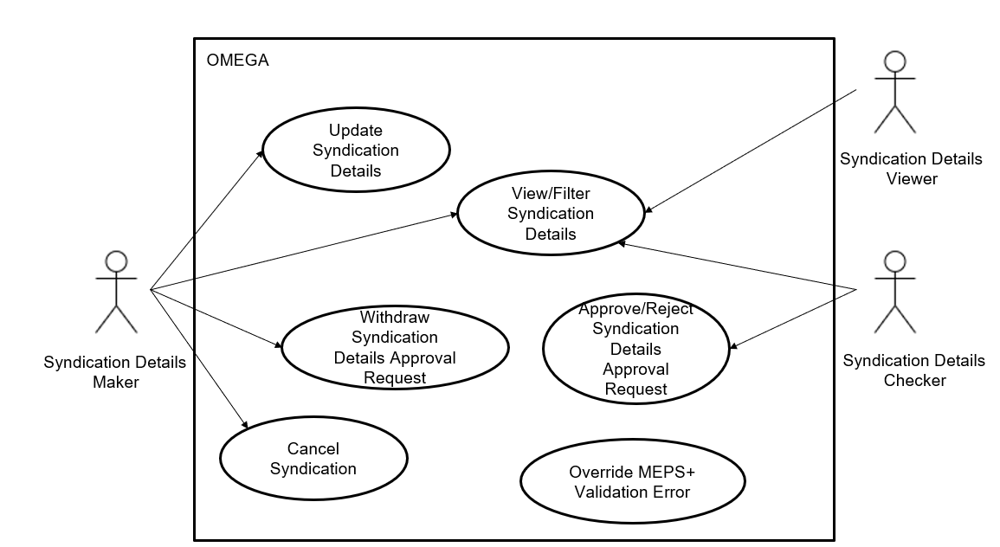 OMEGA
Update
Syndication
Details
View/Filter
Syndication
Details
Syndication Details
Viewer
Syndication Details
Maker
Withdraw
Syndication
Details Approval
Request
Approve/Reject
Syndication
Details
Approval
Request
Syndication Details
Checker
Cancel
Syndication
Override MEPS+
Validation Error